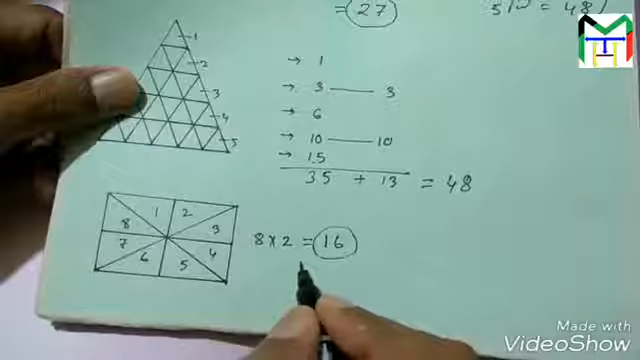 = 27
5
= 48
MTH
1
2
3
4
5
→ 1
→ 3 —— 3
→ 6
→ 10 —— 10
→ 15
35 + 13 = 48
1 2
8 3
7 4
6 5
8 × 2 = 16
Made with
VideoShow